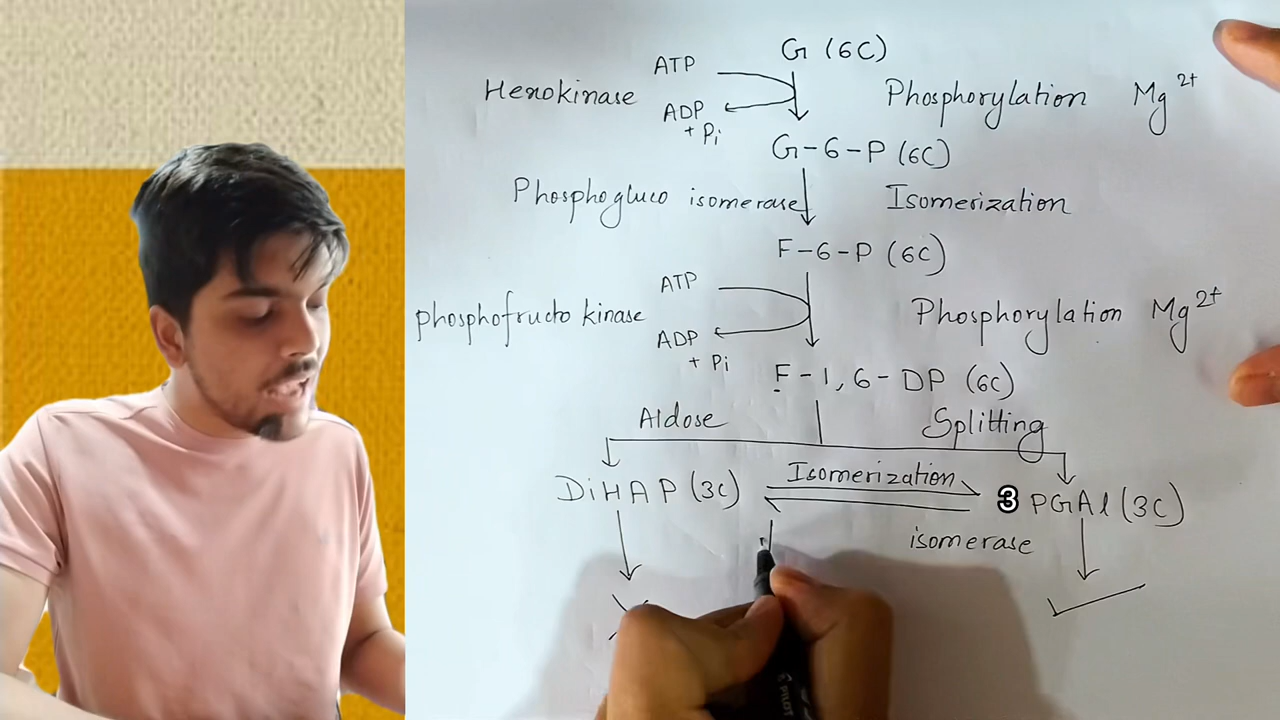 G (6C)
ATP
Hexokinase
Phosphorylation Mg2+
ADP
+ Pi
G-6-P (6C)
Phosphogluco isomerase
Isomerization
F-6-P (6C)
ATP
phosphofructo kinase
Phosphorylation Mg2+
ADP
+ Pi
F-1,6-DP (6C)
Aldose
Splitting
DiHAP (3C)
Isomerization
3 PGAl (3C)
isomerase
PILOT